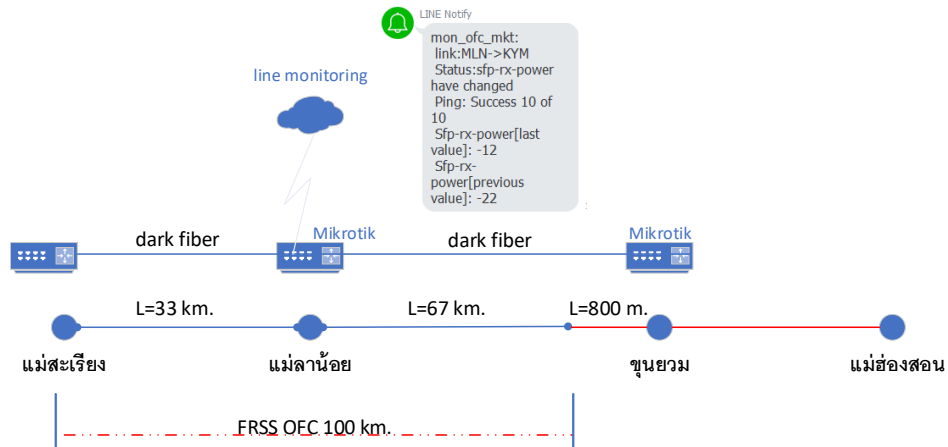 LINE Notify
mon_ofc_mkt:
link:MLN->KYM
Status:sfp-rx-power
have changed
Ping: Success 10 of
10
Sfp-rx-power[last
value]: -12
Sfp-rx-
power[previous
value]: -22
line monitoring
dark fiber
Mikrotik
dark fiber
Mikrotik
L=33 km.
L=67 km.
L=800 m.
แม่สะเรียง
แม่ลาน้อย
ขุนยวม
แม่ฮ่องสอน
FRSS OFC 100 km.